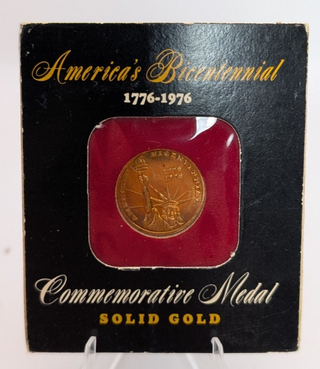 America's Bicentennial
1776-1976
Commemorative Medal
SOLID GOLD